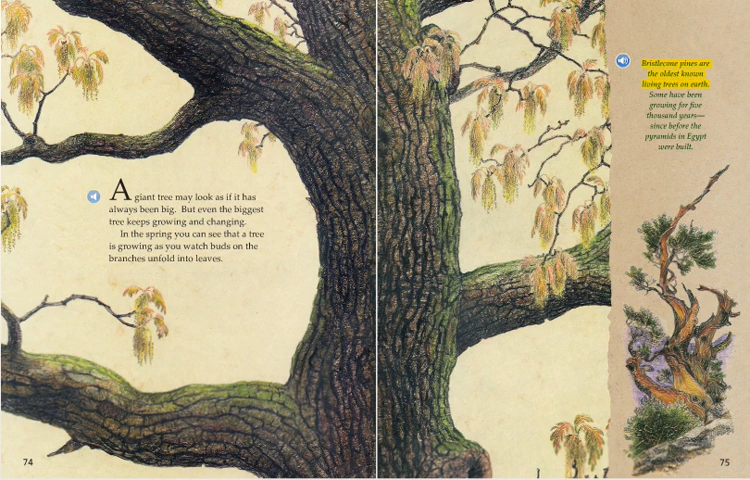 A giant tree may look as if it has
always been big. But even the biggest
tree keeps growing and changing.
In the spring you can see that a tree
is growing as you watch buds on the
branches unfold into leaves.
74
Bristlecone pines are
the oldest known
living trees on earth.
Some have been
growing for five
thousand years—
since before the
pyramids in Egypt
were built.
75